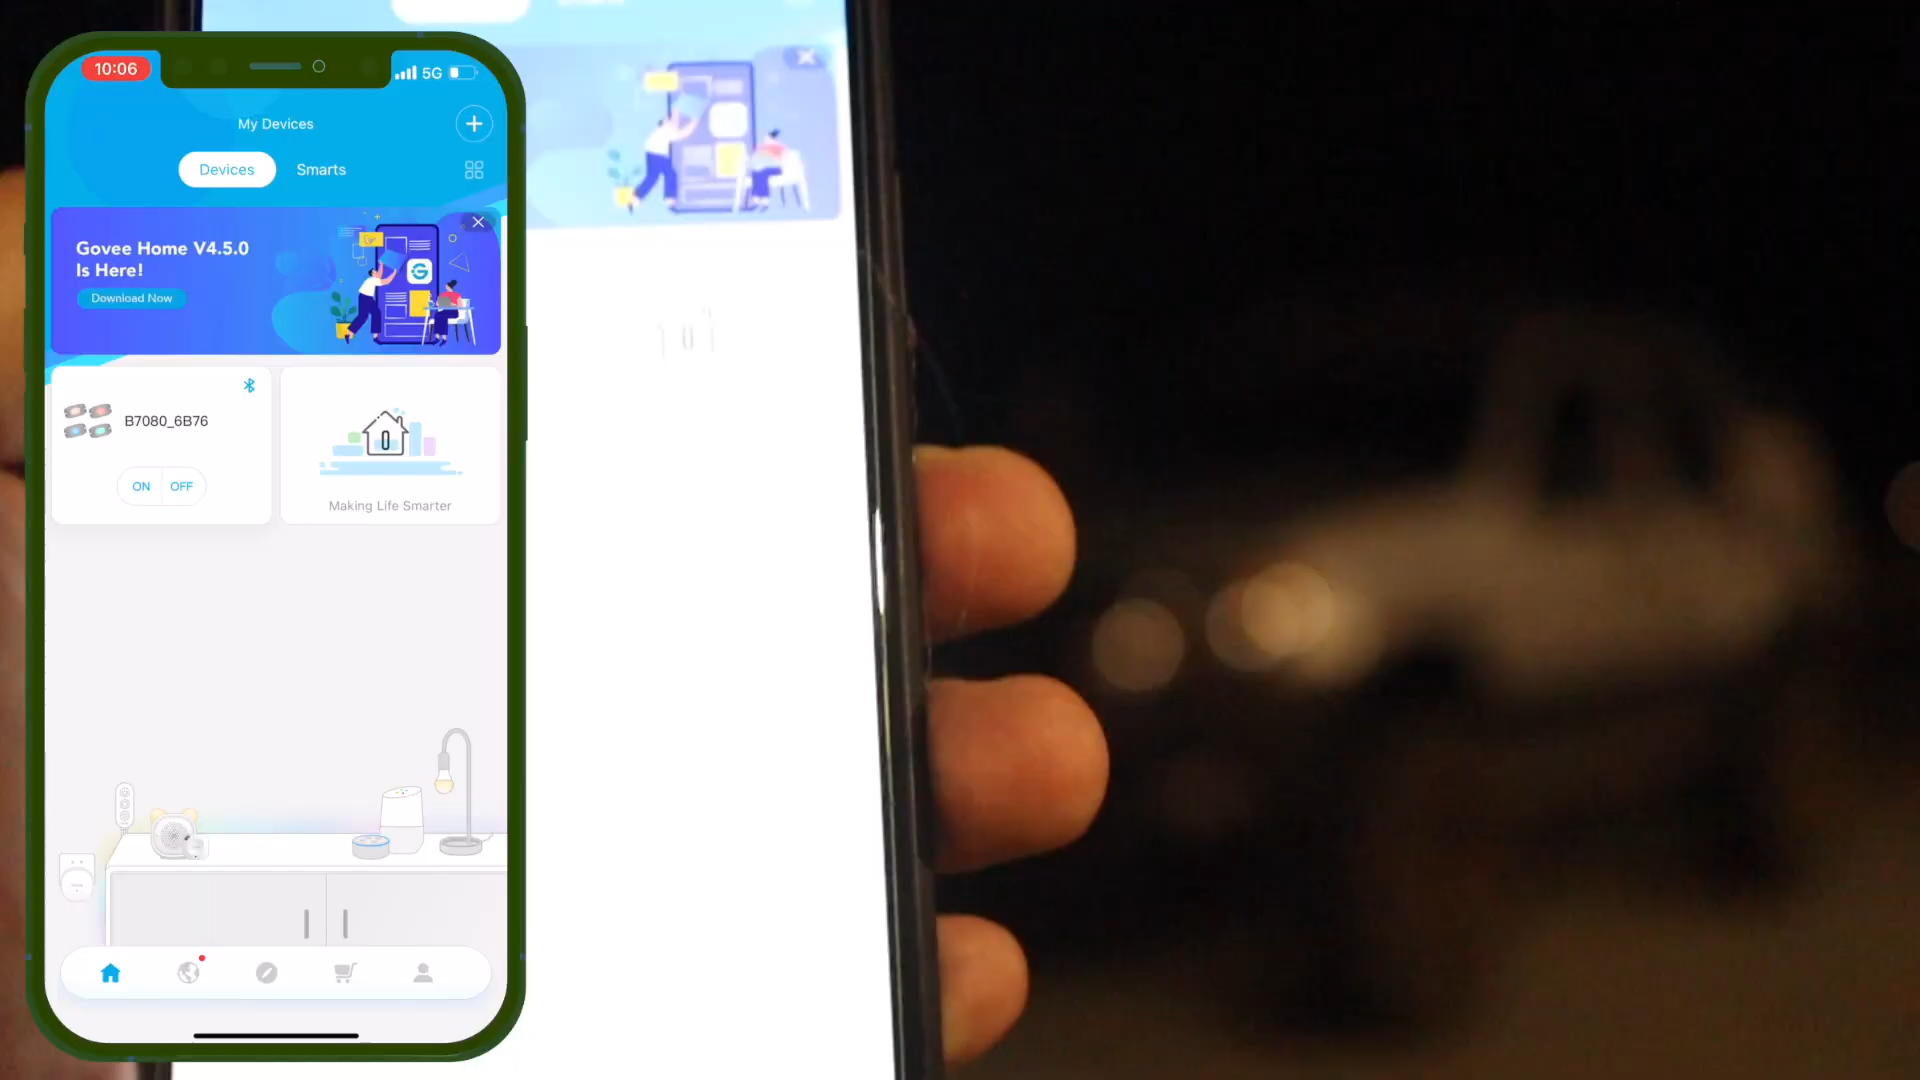 10:06
5G
My Devices
Devices
Smarts
Govee Home V4.5.0
Is Here!
Download Now
B7080_6B76
ON
OFF
Making Life Smarter